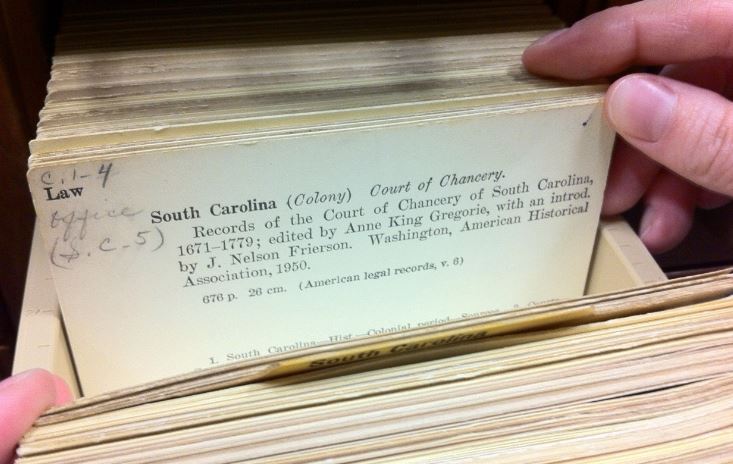 c. 1-4
Law
office
(S.C.-5)
South Carolina (Colony) Court of Chancery.
Records of the Court of Chancery of South Carolina,
1671–1779; edited by Anne King Gregorie, with an introd.
by J. Nelson Frierson. Washington, American Historical
Association, 1950.
676 p. 26 cm. (American legal records, v. 6)
1. South Carolina—Hist.—Colonial period—Sources. 2. Courts
South Carolina